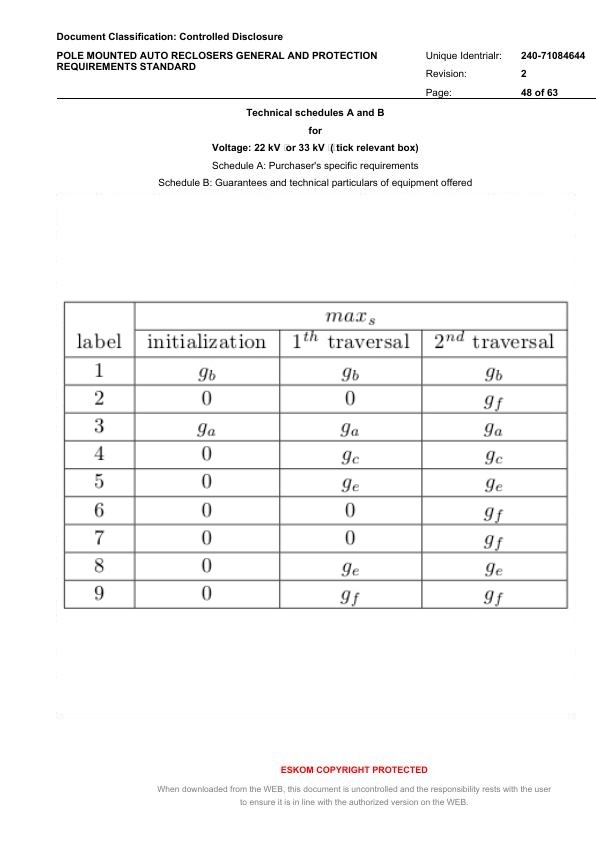 Document Classification: Controlled Disclosure
POLE MOUNTED AUTO RECLOSERS GENERAL AND PROTECTION
REQUIREMENTS STANDARD
Unique Identrialr: 240-71084644
Revision: 2
Page: 48 of 63
Technical schedules A and B
for
Voltage: 22 kV or 33 kV (tick relevant box)
Schedule A: Purchaser's specific requirements
Schedule B: Guarantees and technical particulars of equipment offered
max_s
label initialization 1^th traversal 2^nd traversal
1 g_b g_b g_b
2 0 0 g_f
3 g_a g_a g_a
4 0 g_c g_c
5 0 g_e g_e
6 0 0 g_f
7 0 0 g_f
8 0 g_e g_e
9 0 g_f g_f
ESKOM COPYRIGHT PROTECTED
When downloaded from the WEB, this document is uncontrolled and the responsibility rests with the user
to ensure it is in line with the authorized version on the WEB.